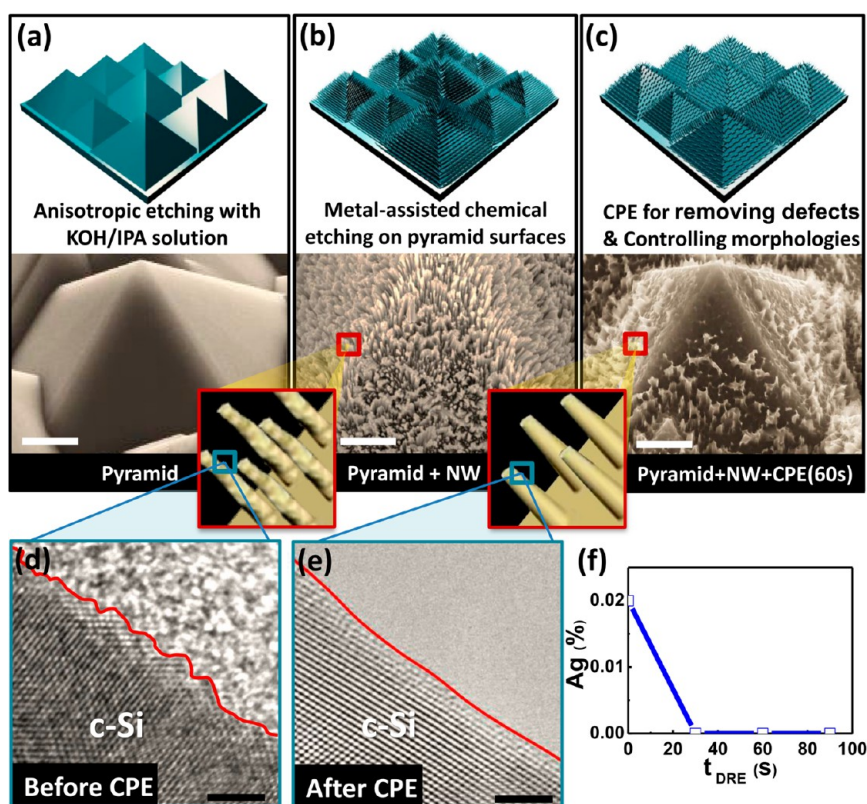 (a)
Anisotropic etching with
KOH/IPA solution
Pyramid
(b)
Metal-assisted chemical
etching on pyramid surfaces
Pyramid + NW
(c)
CPE for removing defects
& Controlling morphologies
Pyramid+NW+CPE(60s)
(d)
c-Si
Before CPE
(e)
c-Si
After CPE
(f)
Ag (%)
0.02
0.01
0.00
0 20 40 60 80 100
t DRE (s)